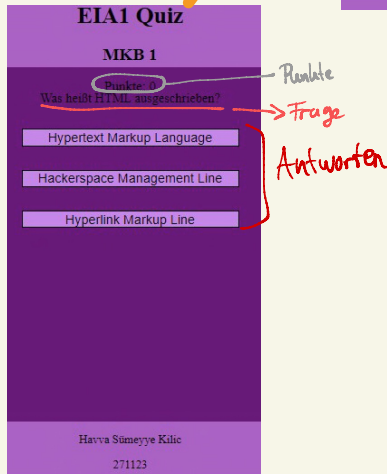 EIA1 Quiz
MKB 1
Punkte: 0
Punkte
Was heißt HTML ausgeschrieben?
Frage
Hypertext Markup Language
Antworten
Hackerspace Management Line
Hyperlink Markup Line
Havva Sümeyye Kilic
271123